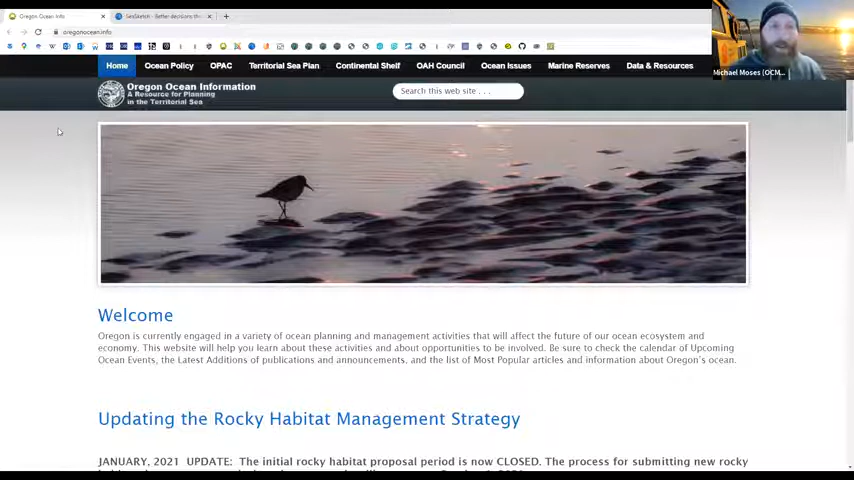 Oregon Ocean Info
SeaSketch - Better decisions thr
oregonocean.info
Home Ocean Policy OPAC Territorial Sea Plan Continental Shelf OAH Council Ocean Issues Marine Reserves Data & Resources
Michael Moses (OCM...
Oregon Ocean Information
A Resource for Planning
in the Territorial Sea
Search this web site . . .
Welcome
Oregon is currently engaged in a variety of ocean planning and management activities that will affect the future of our ocean ecosystem and
economy. This website will help you learn about these activities and about opportunities to be involved. Be sure to check the calendar of Upcoming
Ocean Events, the Latest Additions of publications and announcements, and the list of Most Popular articles and information about Oregon's ocean.
Updating the Rocky Habitat Management Strategy
JANUARY, 2021 UPDATE: The initial rocky habitat proposal period is now CLOSED. The process for submitting new rocky